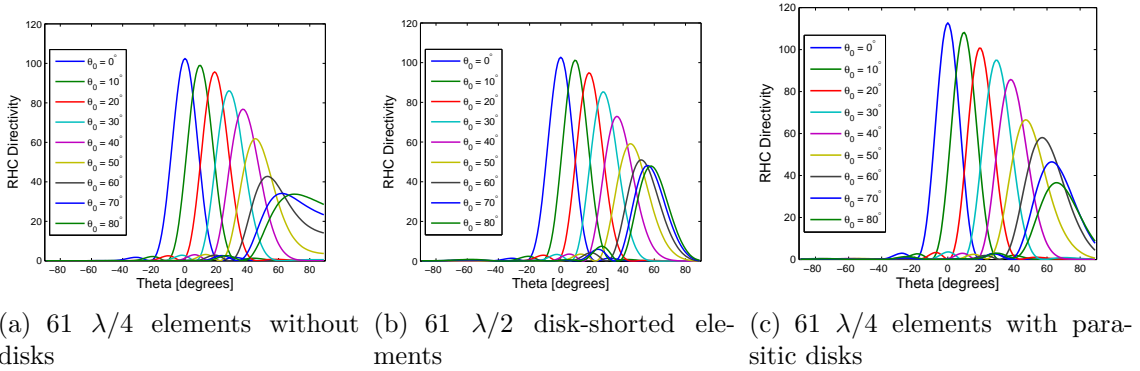 120
100
80
60
40
20
0
RHC Directivity
θ0 = 0°
θ0 = 10°
θ0 = 20°
θ0 = 30°
θ0 = 40°
θ0 = 50°
θ0 = 60°
θ0 = 70°
θ0 = 80°
−80 −60 −40 −20 0 20 40 60 80
Theta [degrees]
(a) 61 λ/4 elements without
disks
120
100
80
60
40
20
0
RHC Directivity
θ0 = 0°
θ0 = 10°
θ0 = 20°
θ0 = 30°
θ0 = 40°
θ0 = 50°
θ0 = 60°
θ0 = 70°
θ0 = 80°
−80 −60 −40 −20 0 20 40 60 80
Theta [degrees]
(b) 61 λ/2 disk-shorted ele-
ments
120
100
80
60
40
20
0
RHC Directivity
θ0 = 0°
θ0 = 10°
θ0 = 20°
θ0 = 30°
θ0 = 40°
θ0 = 50°
θ0 = 60°
θ0 = 70°
θ0 = 80°
−80 −60 −40 −20 0 20 40 60 80
Theta [degrees]
(c) 61 λ/4 elements with para-
sitic disks